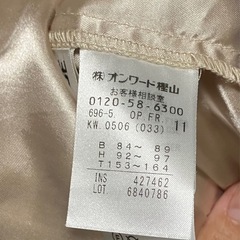 ㈱オンワード樫山
お客様相談室
0120-58-6300
696-5. OP.FR.
KW.0506 (033) 11
B 84〜 89
H 92〜 97
T153〜164
INS 427462
LOT 6840786